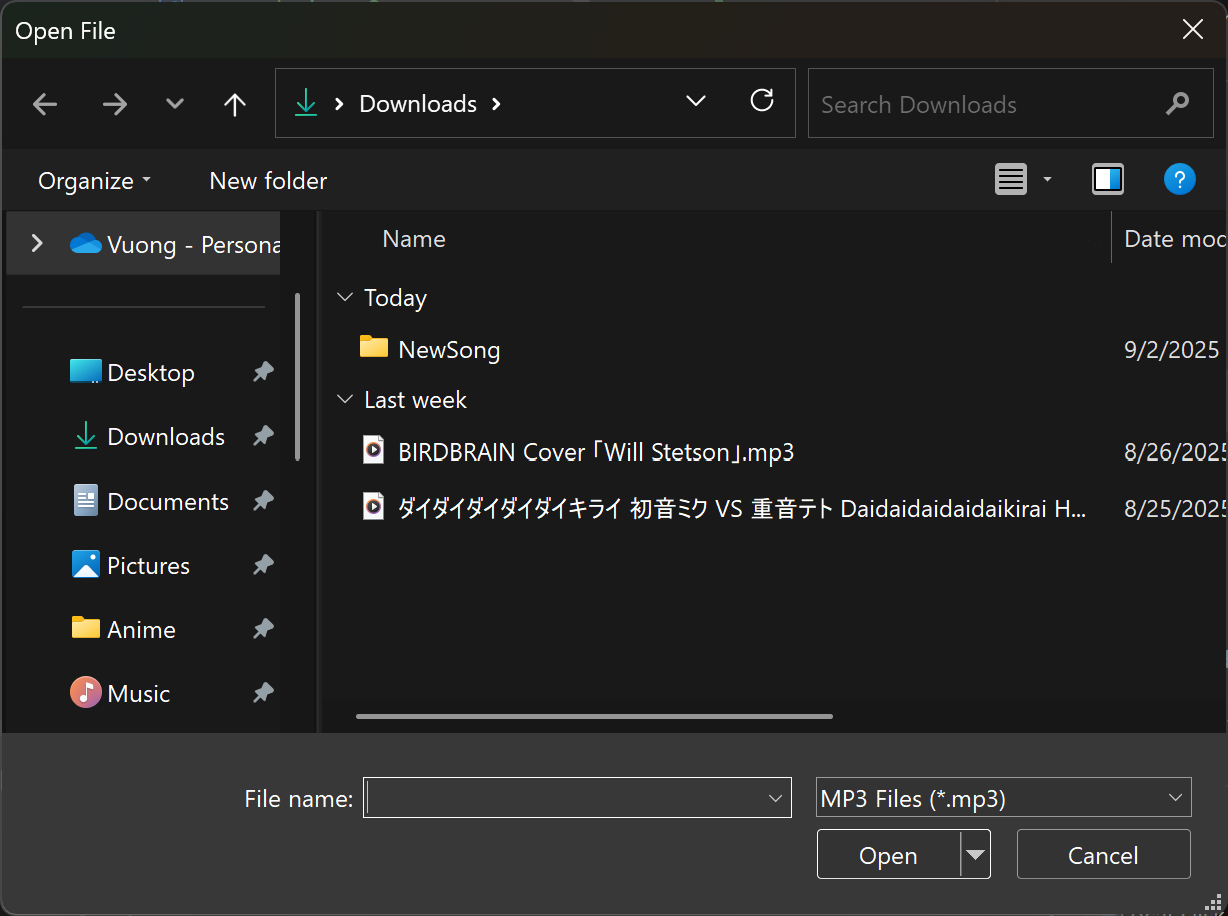 Open File
Downloads
Search Downloads
Organize
New folder
?
Vuong - Persona
Name
Date mod
Today
NewSong
9/2/2025
Last week
BIRDBRAIN Cover「Will Stetson」.mp3
8/26/2025
ダイダイダイダイダイキライ 初音ミク VS 重音テト Daidaidaidaidaikirai H...
8/25/2025
Desktop
Downloads
Documents
Pictures
Anime
Music
File name:
MP3 Files (*.mp3)
Open
Cancel